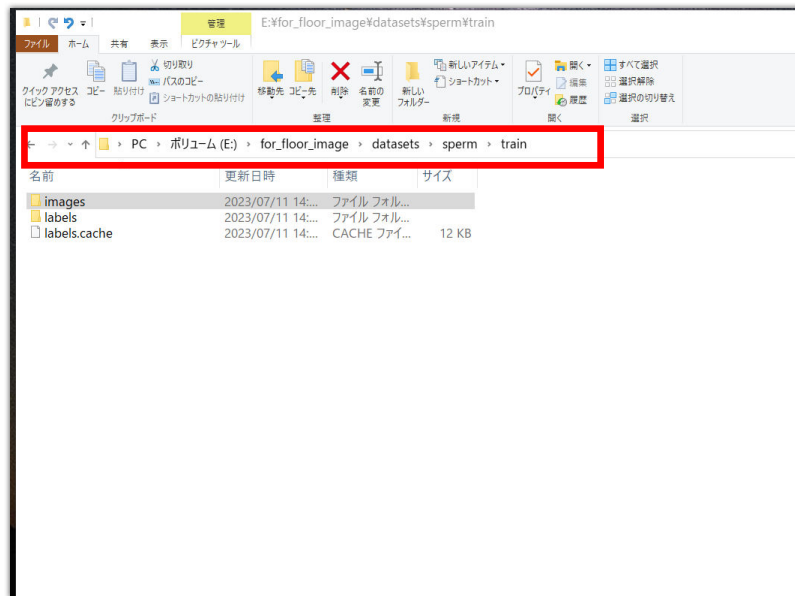 管理
E:¥for_floor_image¥datasets¥sperm¥train
ファイル ホーム 共有 表示 ピクチャ ツール
クイック アクセスにピン留めする
コピー
貼り付け
切り取り
パスのコピー
ショートカットの貼り付け
クリップボード
移動先
コピー先
削除
名前の変更
整理
新しいフォルダー
新しいアイテム
ショートカット
新規
プロパティ
開く
編集
履歴
開く
すべて選択
選択解除
選択の切り替え
選択
PC › ボリューム (E:) › for_floor_image › datasets › sperm › train
名前 更新日時 種類 サイズ
images 2023/07/11 14:... ファイル フォル...
labels 2023/07/11 14:... ファイル フォル...
labels.cache 2023/07/11 14:... CACHE ファイ... 12 KB